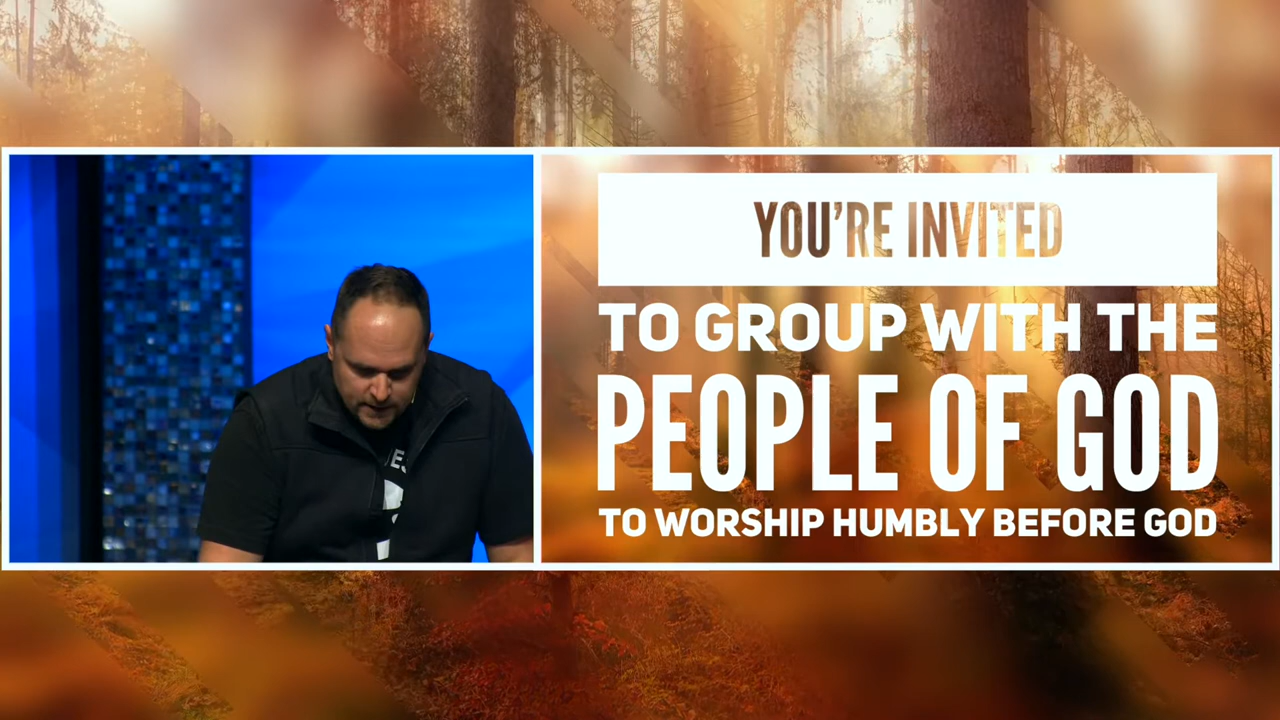 YOU'RE INVITED
TO GROUP WITH THE
PEOPLE OF GOD
TO WORSHIP HUMBLY BEFORE GOD